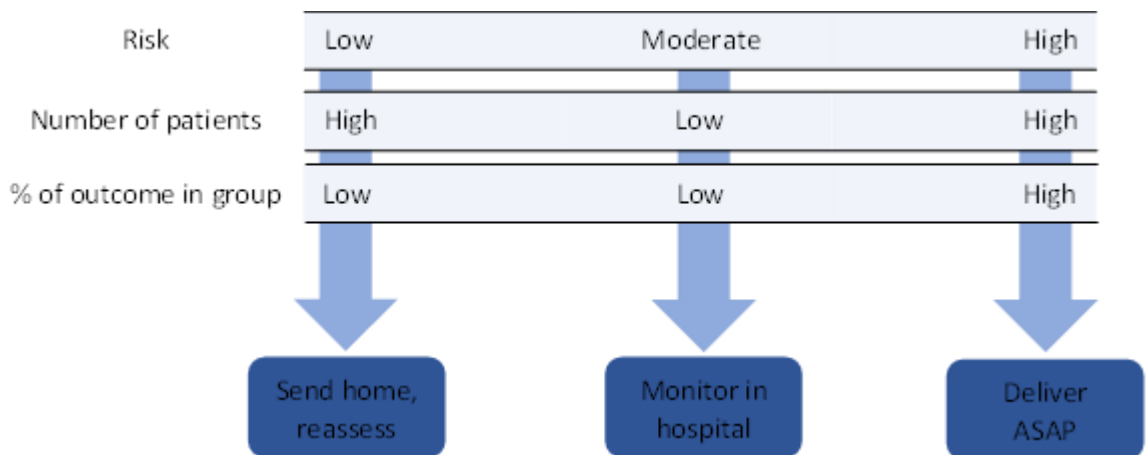 Risk Low Moderate High
Number of patients High Low High
% of outcome in group Low Low High
Send home, reassess
Monitor in hospital
Deliver ASAP